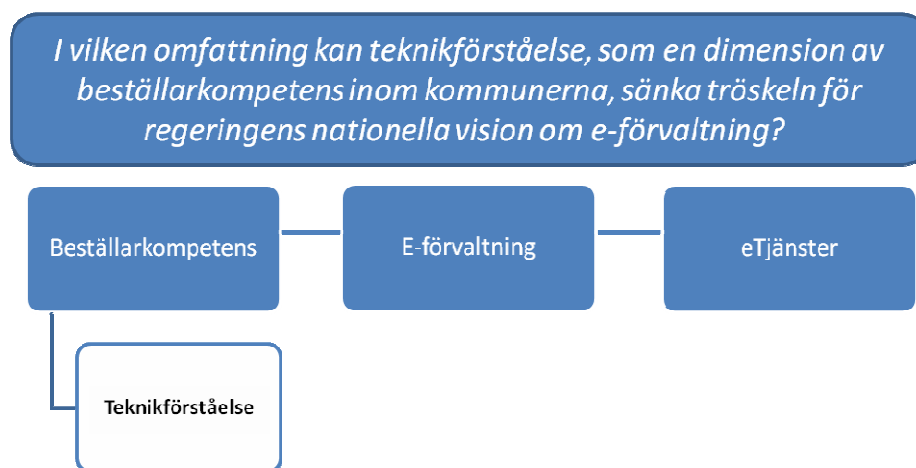 I vilken omfattning kan teknikförståelse, som en dimension av
beställarkompetens inom kommunerna, sänka tröskeln för
regeringens nationella vision om e-förvaltning?
Beställarkompetens
E-förvaltning
eTjänster
Teknikförståelse